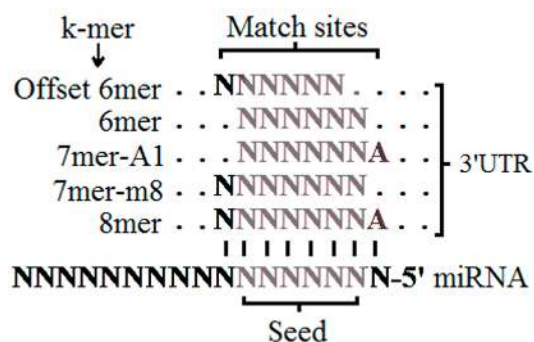 k-mer
Match sites
Offset 6mer . . NNNNNN . . . .
6mer . . . NNNNNN . . .
7mer-A1 . . . NNNNNNA . .
7mer-m8 . . NNNNNNN . . .
8mer . . NNNNNNNA . .
3'UTR
NNNNNNNNNNNNNNNNNN-5' miRNA
Seed